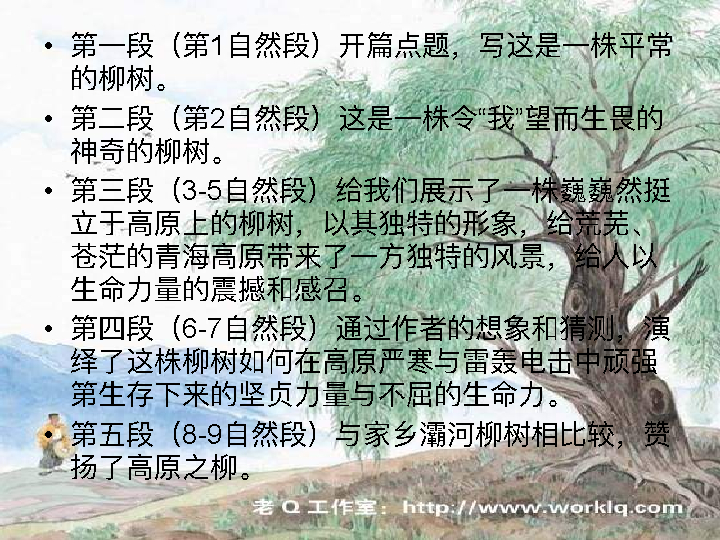 • 第一段（第1自然段）开篇点题，写这是一株平常
的柳树。
• 第二段（第2自然段）这是一株令“我”望而生畏的
神奇的柳树。
• 第三段（3-5自然段）给我们展示了一株巍巍然挺
立于高原上的柳树，以其独特的形象，给荒芜、
苍茫的青海高原带来了一方独特的风景，给人以
生命力量的震撼和感召。
• 第四段（6-7自然段）通过作者的想象和猜测，演
绎了这株柳树如何在高原严寒与雷轰电击中顽强
第生存下来的坚贞力量与不屈的生命力。
• 第五段（8-9自然段）与家乡灞河柳树相比较，赞
扬了高原之柳。
老 Q 工作室：http://www.worklq.com